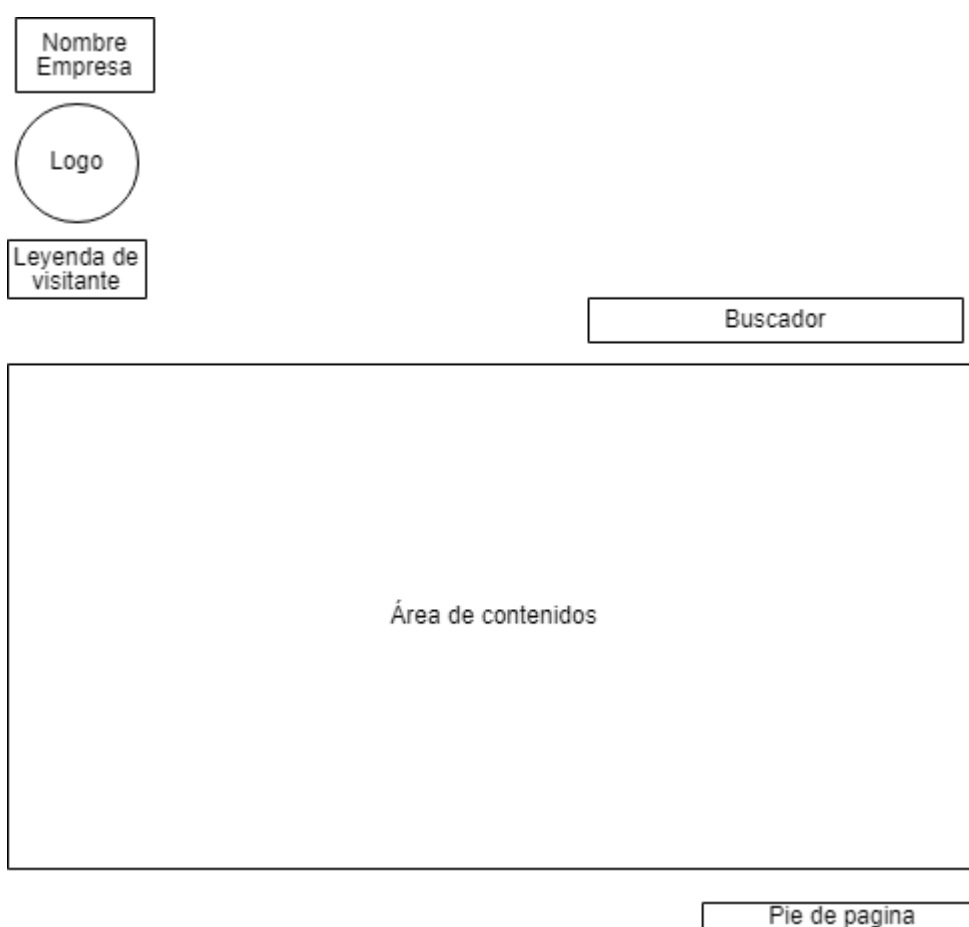 Nombre
Empresa
Logo
Leyenda de
visitante
Buscador
Área de contenidos
Pie de pagina